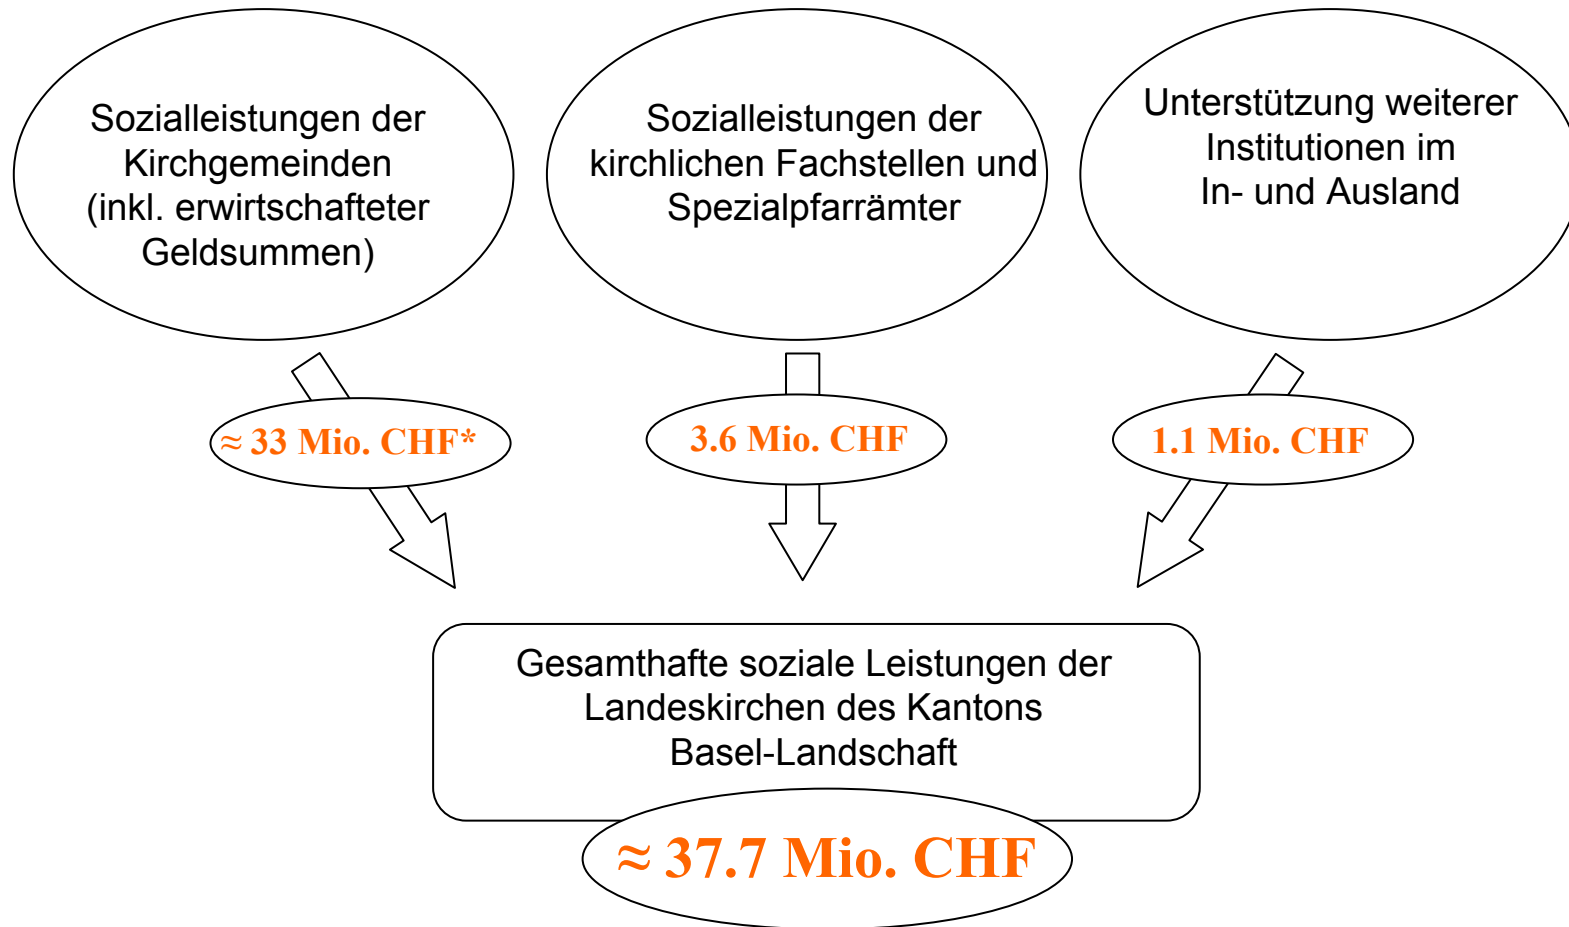 Sozialleistungen der
Kirchgemeinden
(inkl. erwirtschafteter
Geldsummen)
Sozialleistungen der
kirchlichen Fachstellen und
Spezialpfarrämter
Unterstützung weiterer
Institutionen im
In- und Ausland
≈ 33 Mio. CHF*
3.6 Mio. CHF
1.1 Mio. CHF
Gesamthafte soziale Leistungen der
Landeskirchen des Kantons
Basel-Landschaft
≈ 37.7 Mio. CHF